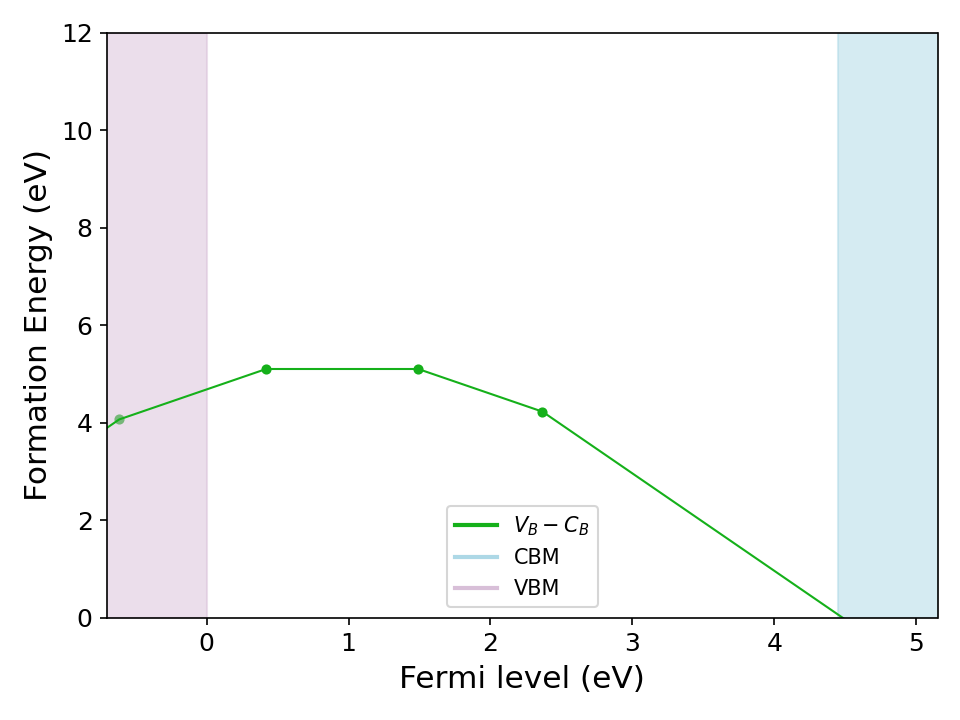 Formation Energy (eV)
12
10
8
6
4
2
0
V_B − C_B
CBM
VBM
0 1 2 3 4 5
Fermi level (eV)